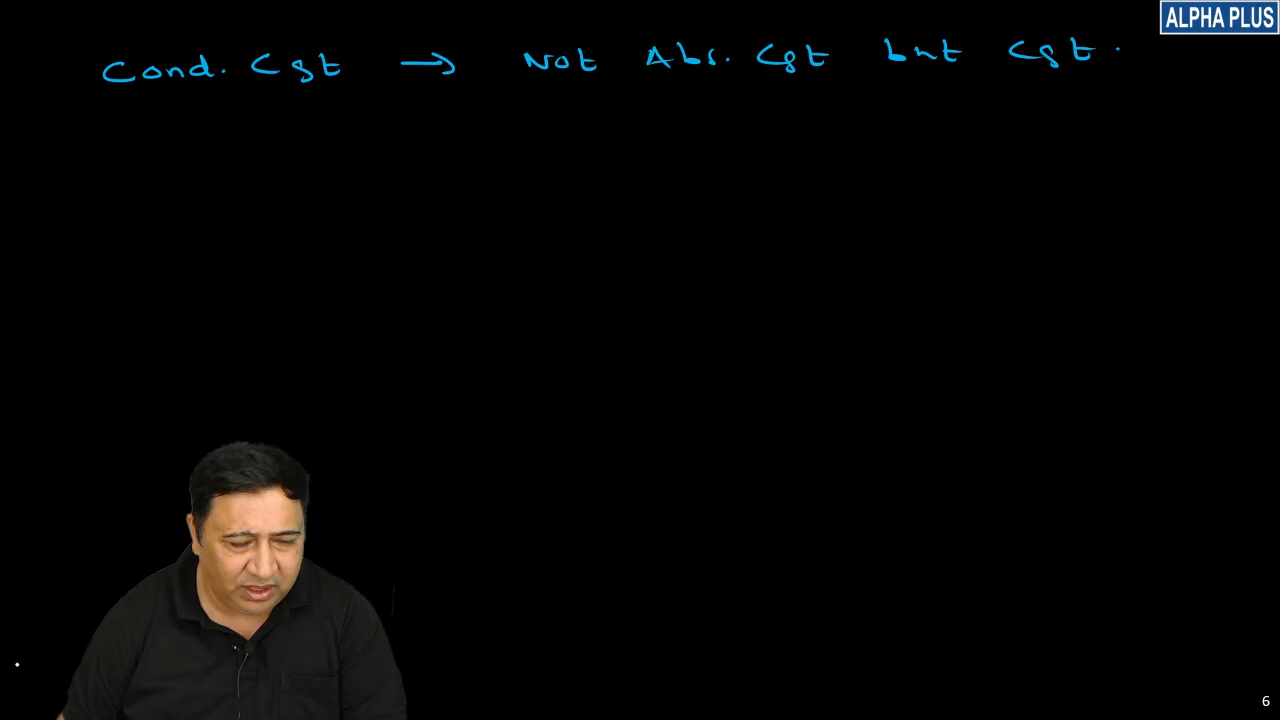 ALPHA PLUS
Cond. Cgt → Not Abs. Cgt but Cgt.
6